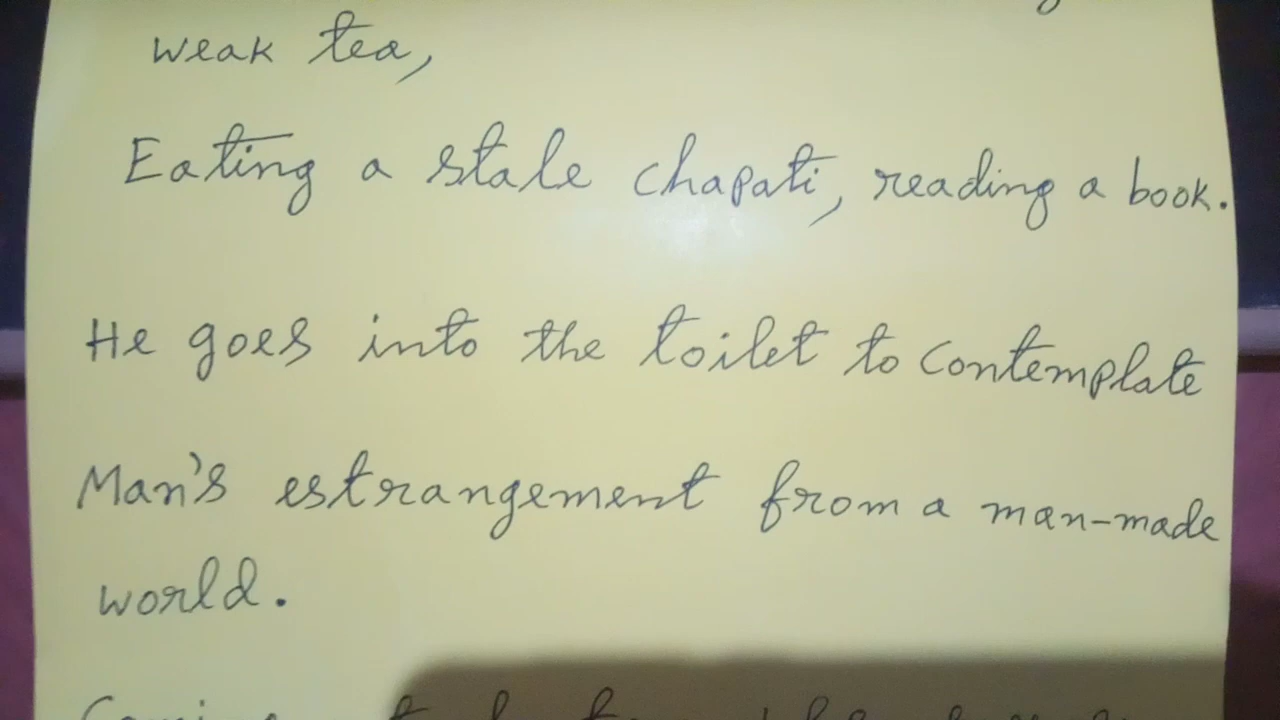 weak tea,
Eating a stale chapati, reading a book.
He goes into the toilet to contemplate
Man's estrangement from a man-made
world.